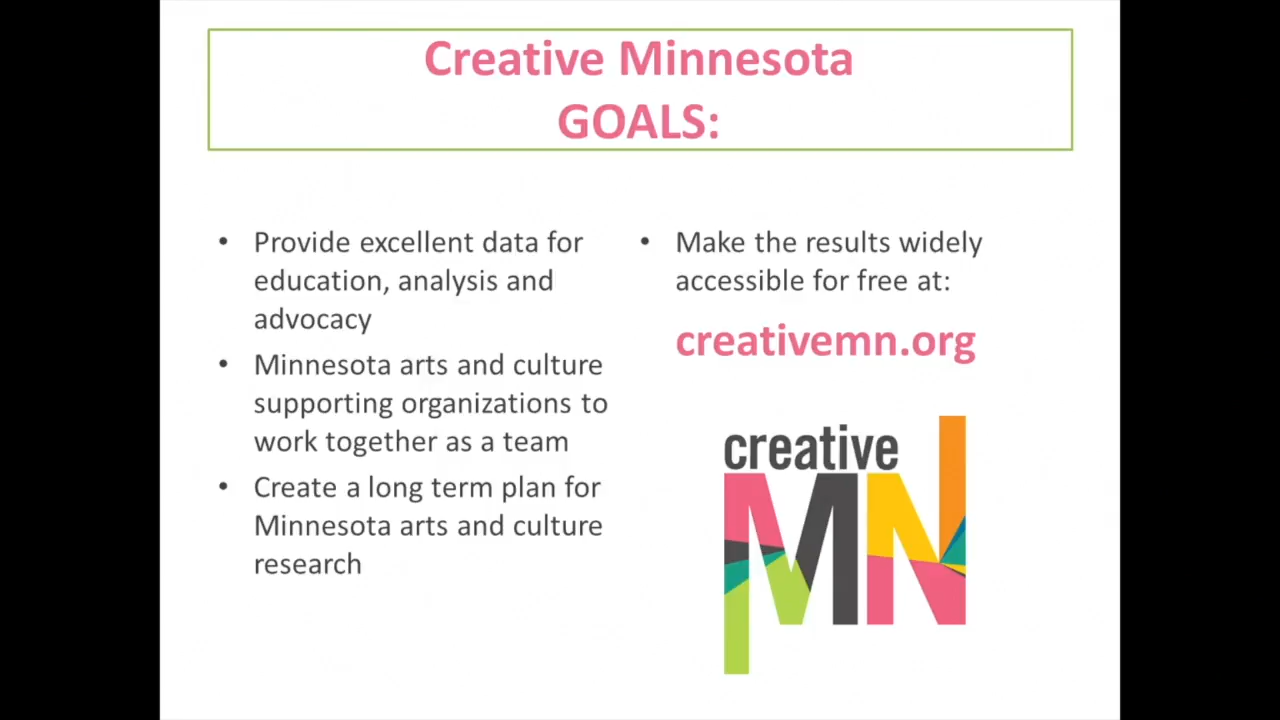 Creative Minnesota
GOALS:
• Provide excellent data for
education, analysis and
advocacy
• Minnesota arts and culture
supporting organizations to
work together as a team
• Create a long term plan for
Minnesota arts and culture
research
• Make the results widely
accessible for free at:
creativemn.org
creative
MN